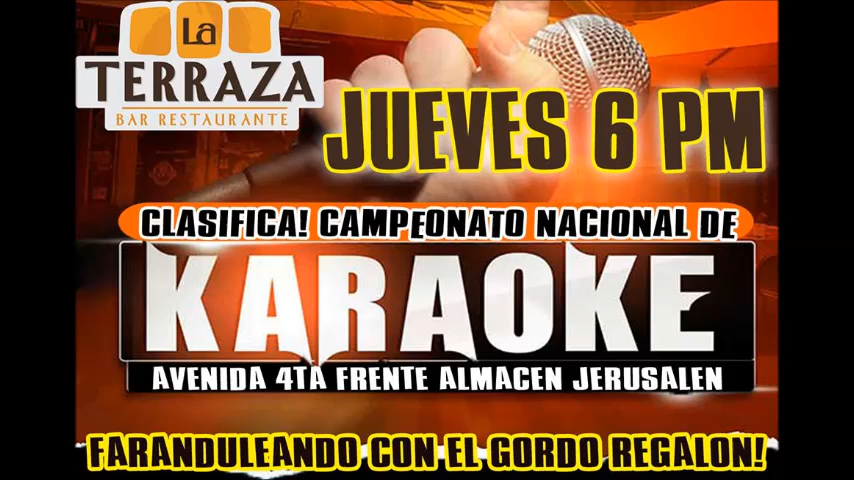 La
TERRAZA
BAR RESTAURANTE
JUEVES 6 PM
CLASIFICA! CAMPEONATO NACIONAL DE
KARAOKE
AVENIDA 4TA FRENTE ALMACEN JERUSALEN
FARANDULEANDO CON EL GORDO REGALON!